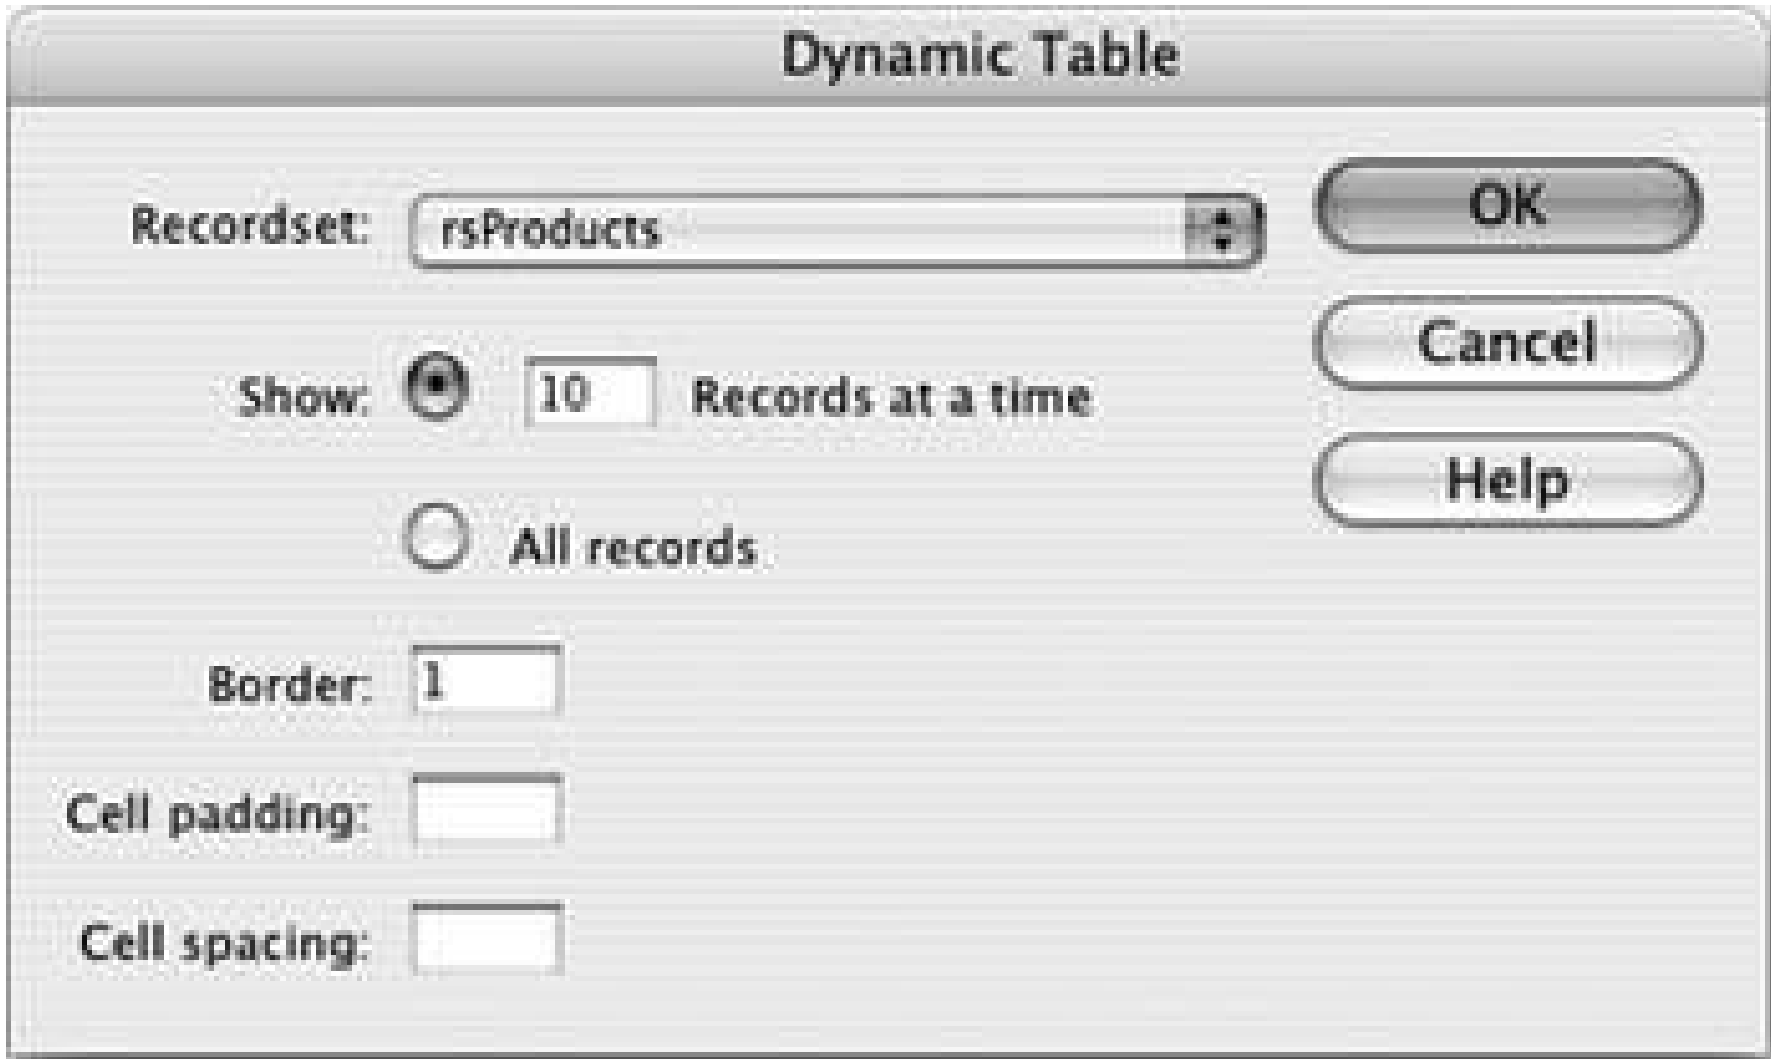 Dynamic Table
Recordset: rsProducts
OK
Cancel
Show: 10 Records at a time
Help
All records
Border: 1
Cell padding:
Cell spacing: